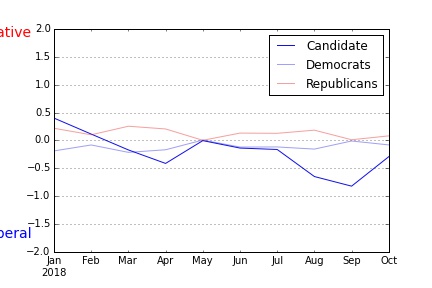 2.0
ative
1.5
1.0
0.5
0.0
−0.5
−1.0
−1.5
beral
−2.0
Candidate
Democrats
Republicans
Jan Feb Mar Apr May Jun Jul Aug Sep Oct
2018